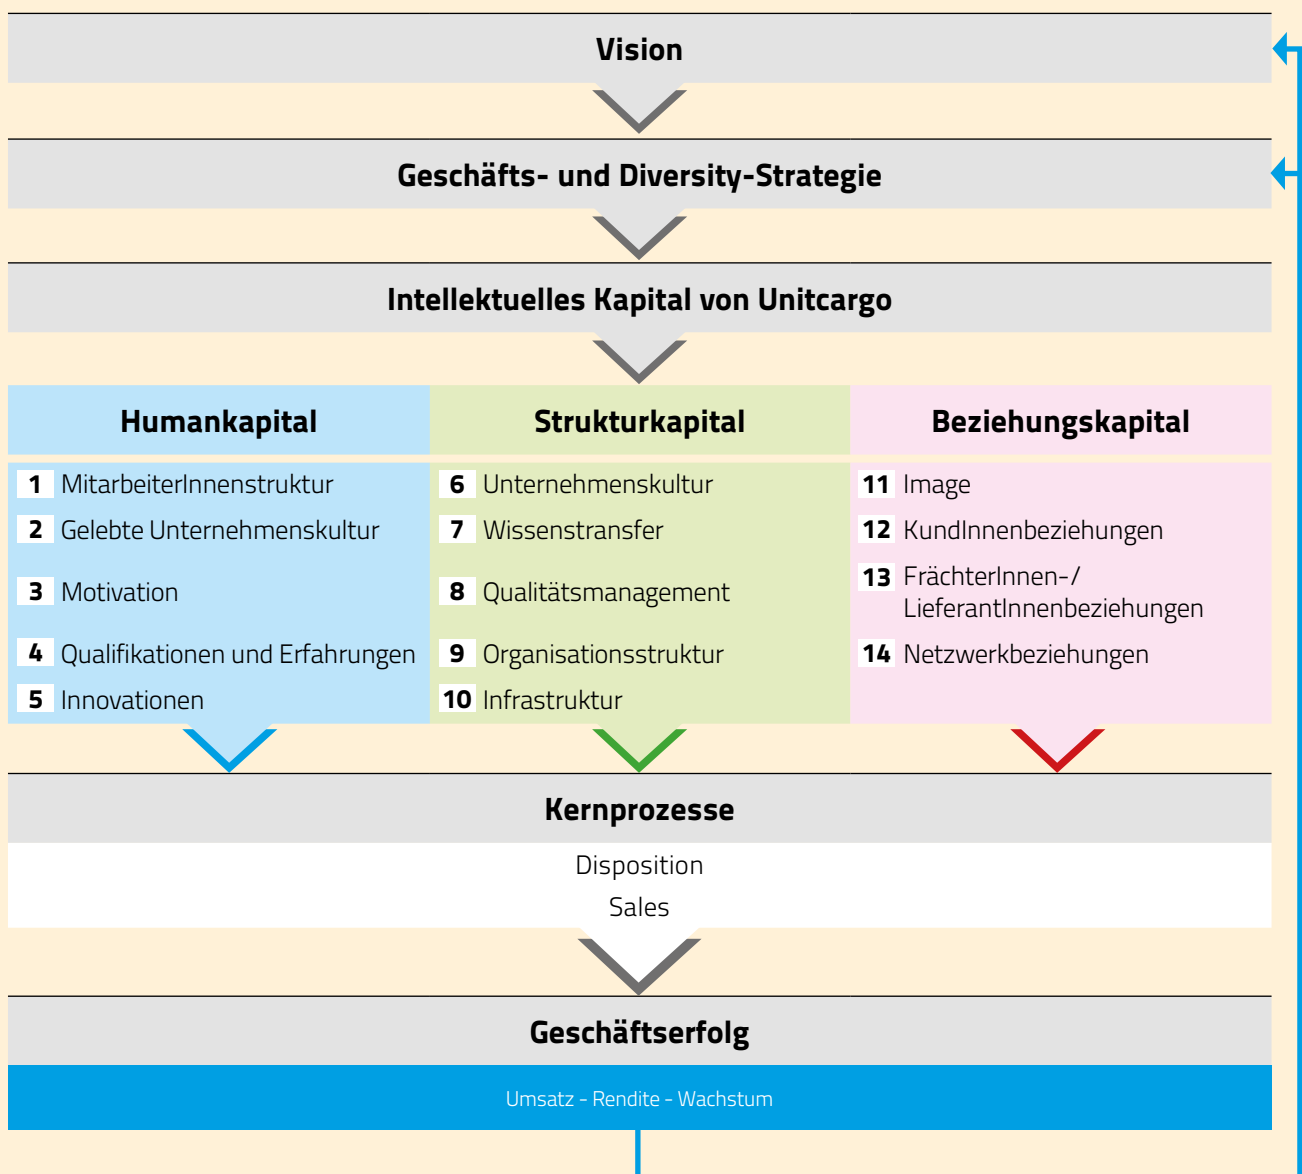 Vision
Geschäfts- und Diversity-Strategie
Intellektuelles Kapital von Unitcargo
Humankapital
1 MitarbeiterInnenstruktur
2 Gelebte Unternehmenskultur
3 Motivation
4 Qualifikationen und Erfahrungen
5 Innovationen
Strukturkapital
6 Unternehmenskultur
7 Wissenstransfer
8 Qualitätsmanagement
9 Organisationsstruktur
10 Infrastruktur
Beziehungskapital
11 Image
12 KundInnenbeziehungen
13 FrächterInnen-/
LieferantInnenbeziehungen
14 Netzwerkbeziehungen
Kernprozesse
Disposition
Sales
Geschäftserfolg
Umsatz - Rendite - Wachstum